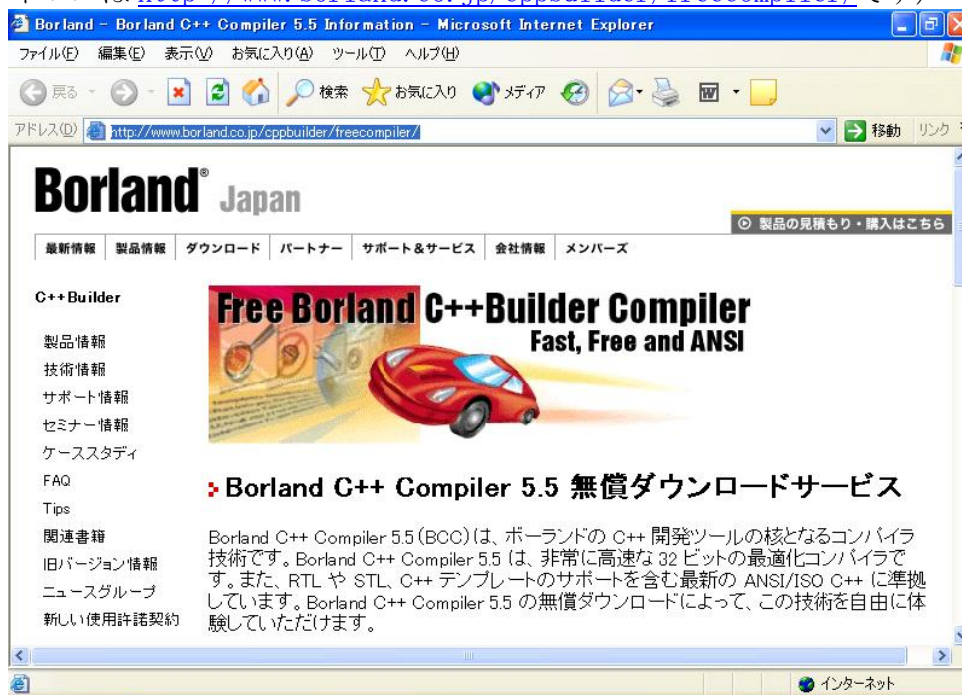 http://www.borland.co.jp/cppbuilder/freecompiler/ です
Borland - Borland C++ Compiler 5.5 Information - Microsoft Internet Explorer
ファイル(F) 編集(E) 表示(V) お気に入り(A) ツール(T) ヘルプ(H)
戻る 検索 お気に入り メディア
アドレス(D) http://www.borland.co.jp/cppbuilder/freecompiler/ 移動 リンク
Borland® Japan
製品の見積もり・購入はこちら
最新情報 製品情報 ダウンロード パートナー サポート&サービス 会社情報 メンバーズ
C++Builder
製品情報
技術情報
サポート情報
セミナー情報
ケーススタディ
FAQ
Tips
関連書籍
旧バージョン情報
ニュースグループ
新しい使用許諾契約
Free Borland C++Builder Compiler
Fast, Free and ANSI
Borland C++ Compiler 5.5 無償ダウンロードサービス
Borland C++ Compiler 5.5(BCC)は、ボーランドの C++ 開発ツールの核となるコンパイラ
技術です。Borland C++ Compiler 5.5 は、非常に高速な 32 ビットの最適化コンパイラで
す。また、RTL や STL、C++ テンプレートのサポートを含む最新の ANSI/ISO C++ に準拠
しています。Borland C++ Compiler 5.5 の無償ダウンロードによって、この技術を自由に体
験していただけます。
インターネット